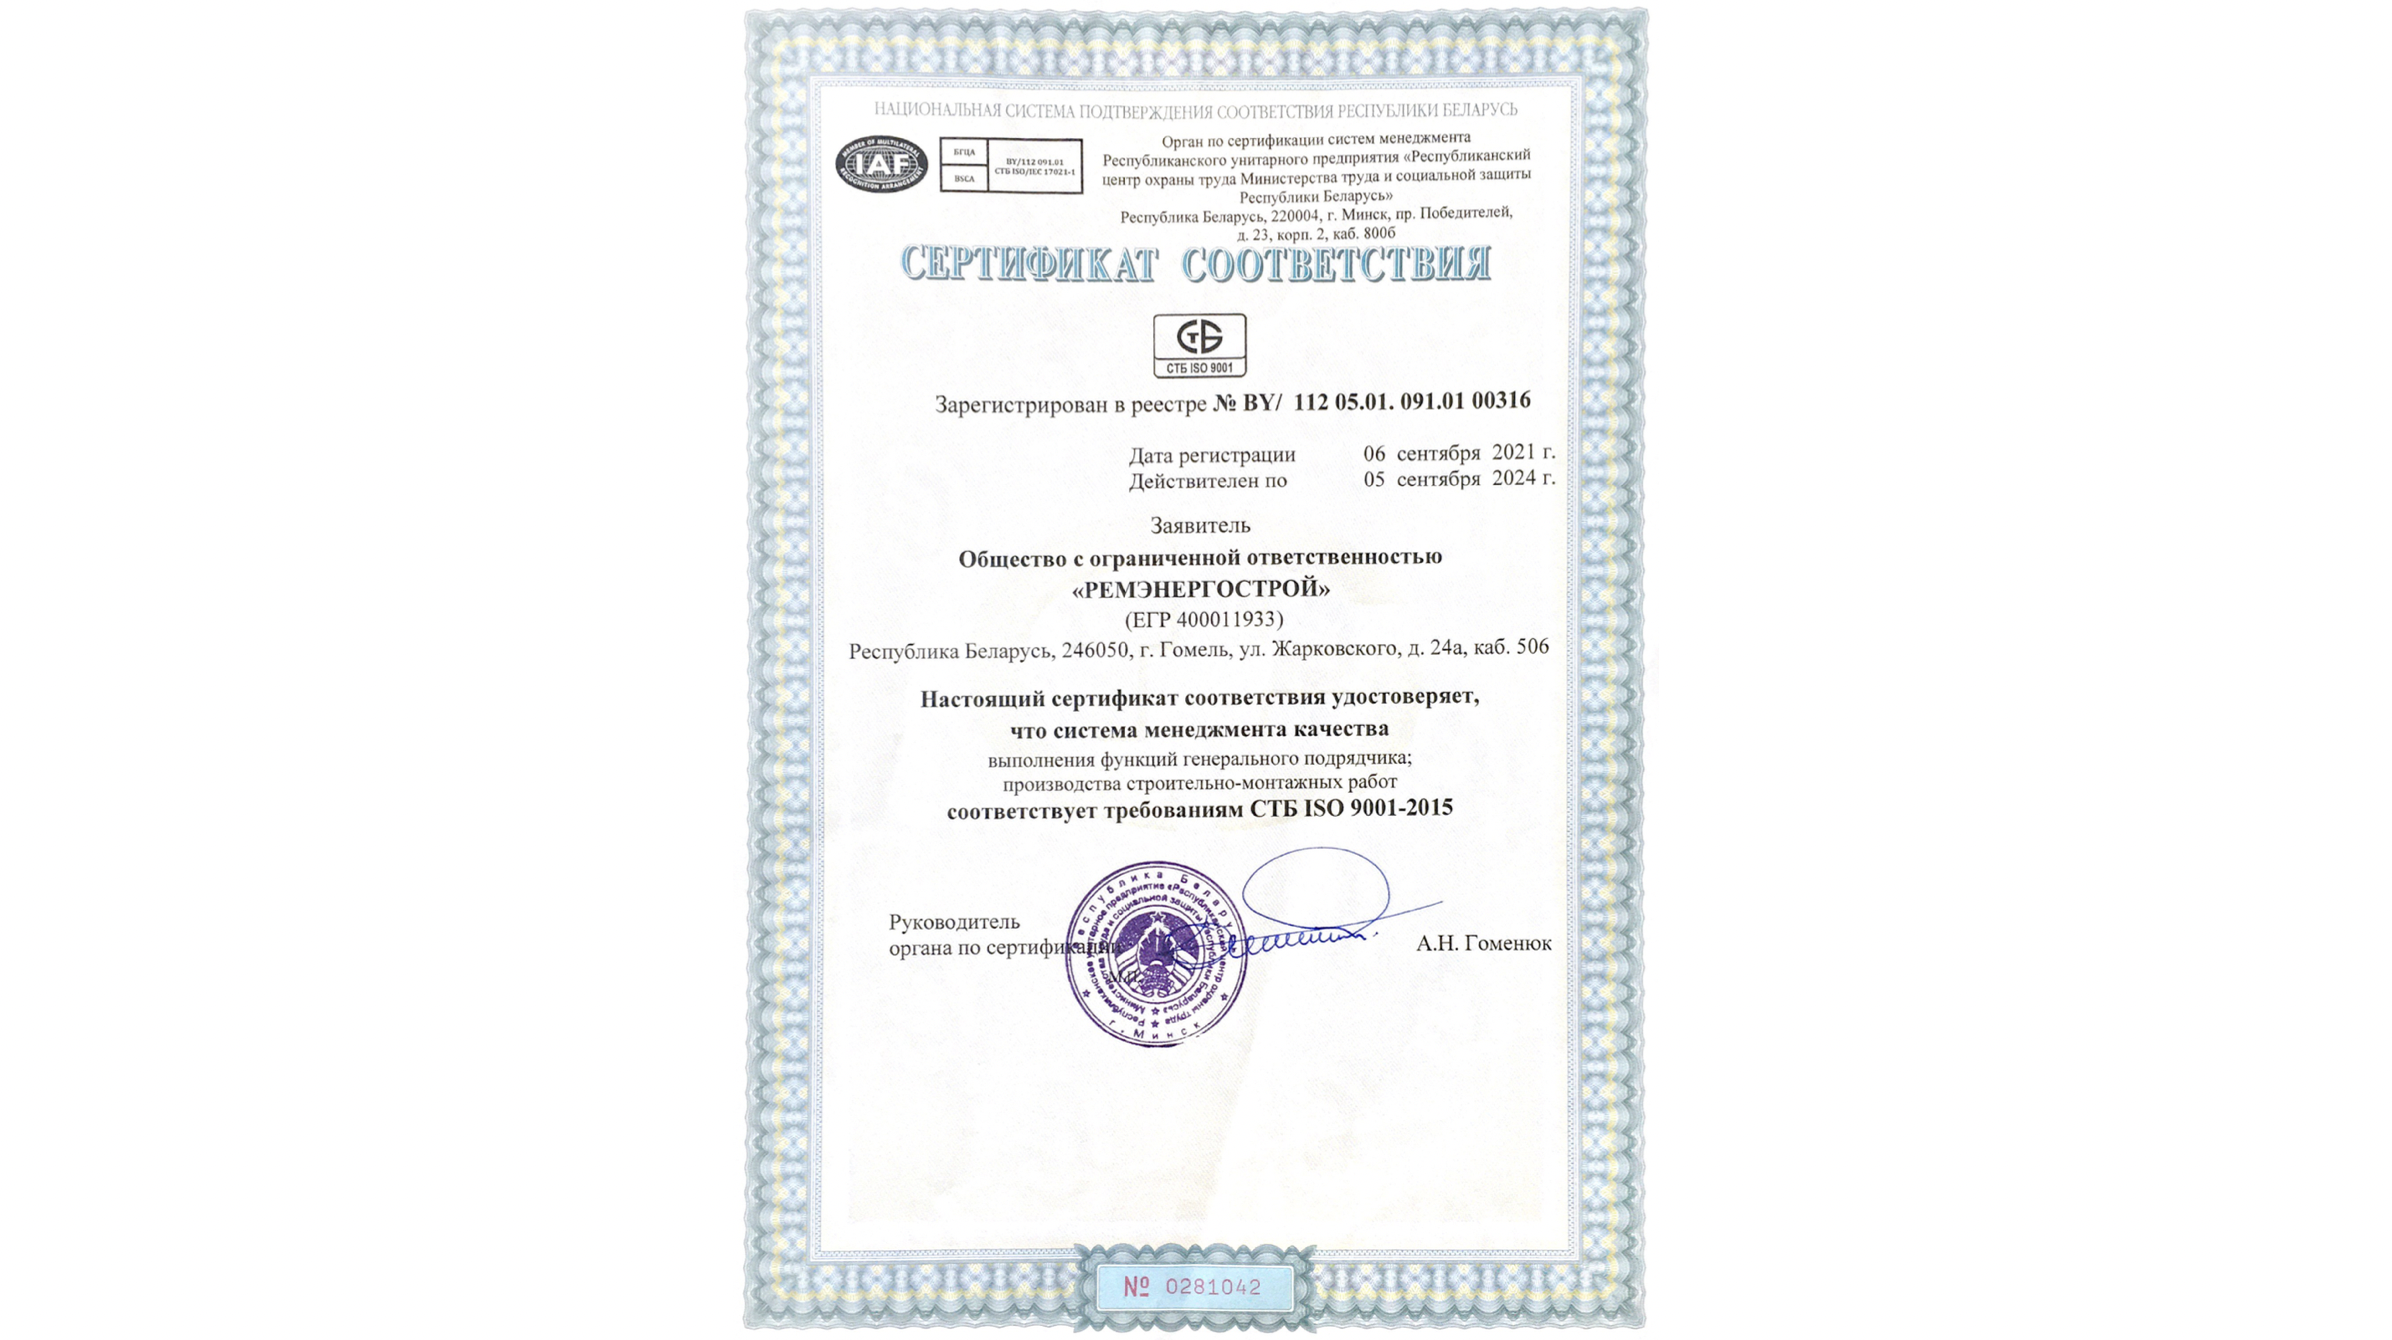 НАЦИОНАЛЬНАЯ СИСТЕМА ПОДТВЕРЖДЕНИЯ СООТВЕТСТВИЯ РЕСПУБЛИКИ БЕЛАРУСЬ
MEMBER OF MULTILATERAL
IAF
RECOGNITION ARRANGEMENT
БГЦА
BSCA
BY/112 091.01
СТБ ISO/IEC 17021-1
Орган по сертификации систем менеджмента
Республиканского унитарного предприятия «Республиканский
центр охраны труда Министерства труда и социальной защиты
Республики Беларусь»
Республика Беларусь, 220004, г. Минск, пр. Победителей,
д. 23, корп. 2, каб. 800б
СЕРТИФИКАТ СООТВЕТСТВИЯ
СТБ
СТБ ISO 9001
Зарегистрирован в реестре № BY/ 112 05.01. 091.01 00316
Дата регистрации 06 сентября 2021 г.
Действителен по 05 сентября 2024 г.
Заявитель
Общество с ограниченной ответственностью
«РЕМЭНЕРГОСТРОЙ»
(ЕГР 400011933)
Республика Беларусь, 246050, г. Гомель, ул. Жарковского, д. 24а, каб. 506
Настоящий сертификат соответствия удостоверяет,
что система менеджмента качества
выполнения функций генерального подрядчика;
производства строительно-монтажных работ
соответствует требованиям СТБ ISO 9001-2015
Руководитель
органа по сертификации
А.Н. Гоменюк
М.П.
Республика Беларусь
г. Минск
Республиканское унитарное предприятие «Республиканский центр охраны труда
Министерства труда и социальной защиты Республики Беларусь»
№ 0281042